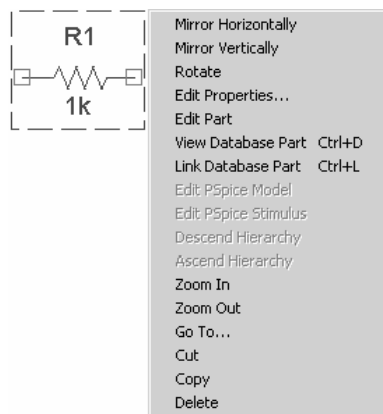 R1
1k
Mirror Horizontally
Mirror Vertically
Rotate
Edit Properties...
Edit Part
View Database Part Ctrl+D
Link Database Part Ctrl+L
Edit PSpice Model
Edit PSpice Stimulus
Descend Hierarchy
Ascend Hierarchy
Zoom In
Zoom Out
Go To...
Cut
Copy
Delete